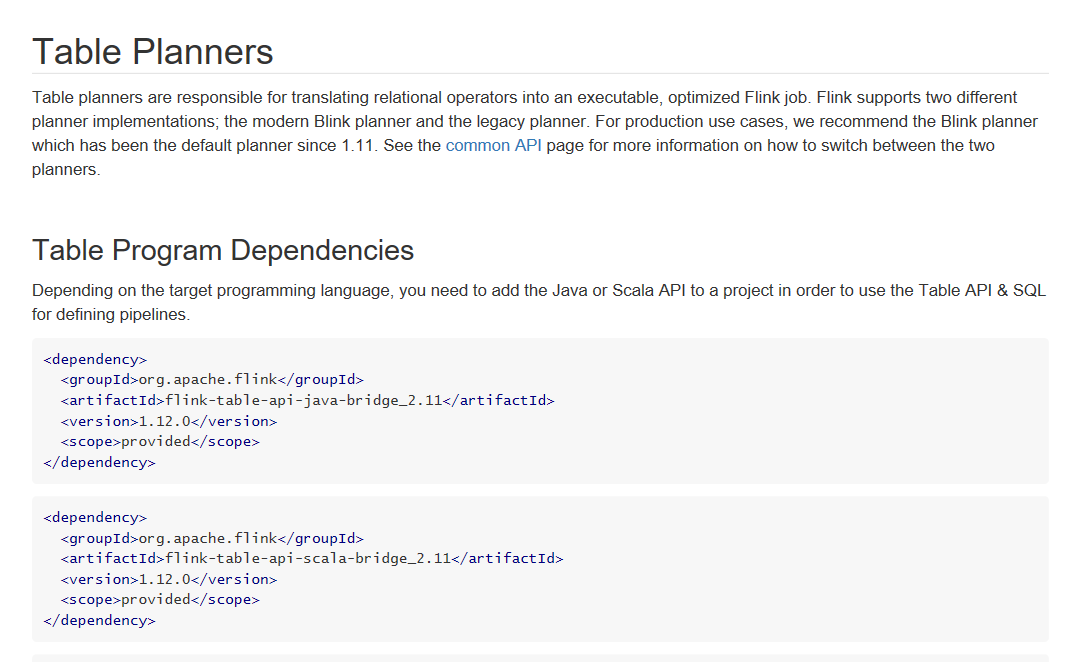 Table Planners
Table planners are responsible for translating relational operators into an executable, optimized Flink job. Flink supports two different
planner implementations; the modern Blink planner and the legacy planner. For production use cases, we recommend the Blink planner
which has been the default planner since 1.11. See the common API page for more information on how to switch between the two
planners.
Table Program Dependencies
Depending on the target programming language, you need to add the Java or Scala API to a project in order to use the Table API & SQL
for defining pipelines.
<dependency>
  <groupId>org.apache.flink</groupId>
  <artifactId>flink-table-api-java-bridge_2.11</artifactId>
  <version>1.12.0</version>
  <scope>provided</scope>
</dependency>
<dependency>
  <groupId>org.apache.flink</groupId>
  <artifactId>flink-table-api-scala-bridge_2.11</artifactId>
  <version>1.12.0</version>
  <scope>provided</scope>
</dependency>